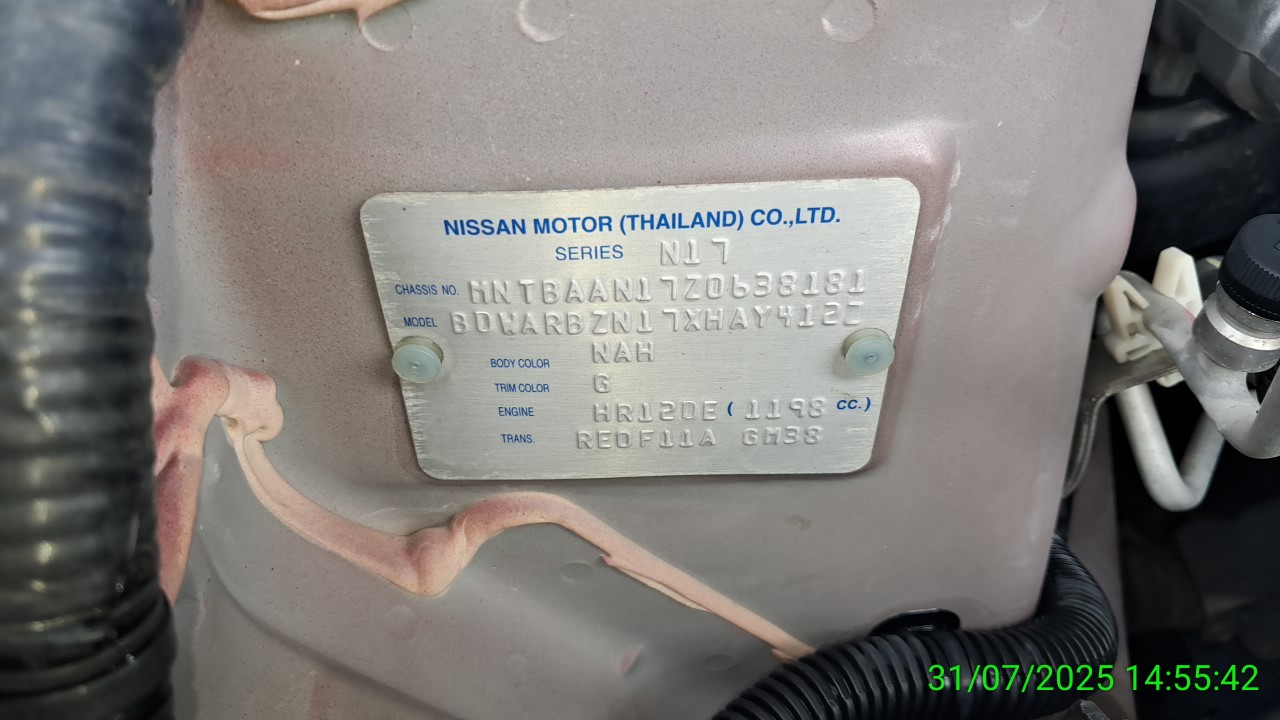 NISSAN MOTOR (THAILAND) CO.,LTD.
SERIES N17
CHASSIS NO. MNTBAAN17Z0638181
MODEL BDWARBZN17XHAY412Z
BODY COLOR NAH
TRIM COLOR G
ENGINE HR12DE ( 1198 CC.)
TRANS. RE0F11A GM38
31/07/2025 14:55:42